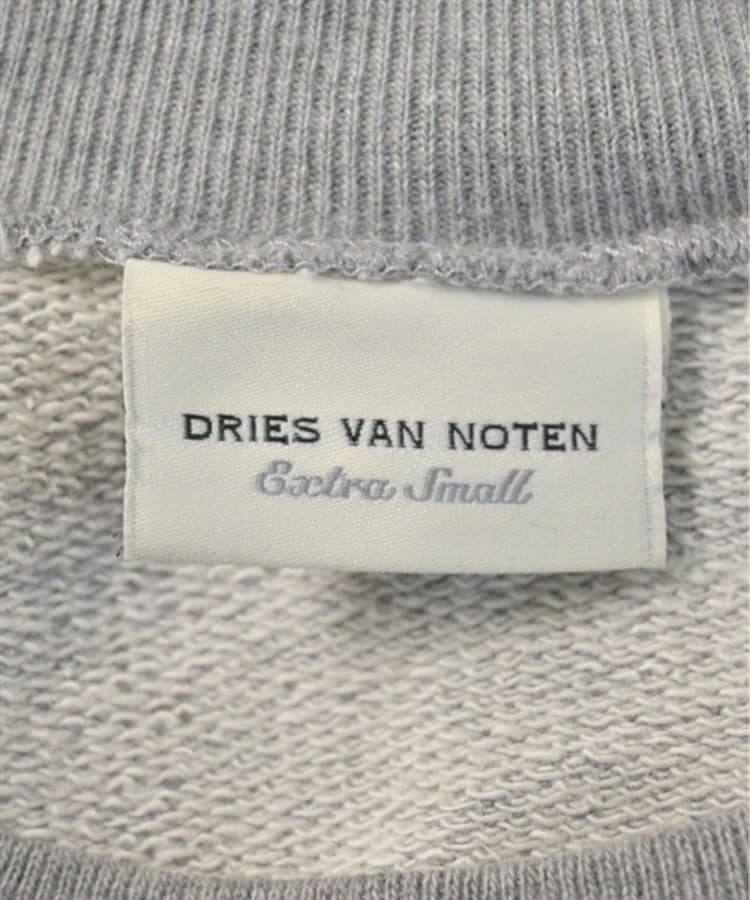 DRIES VAN NOTEN
Extra Small